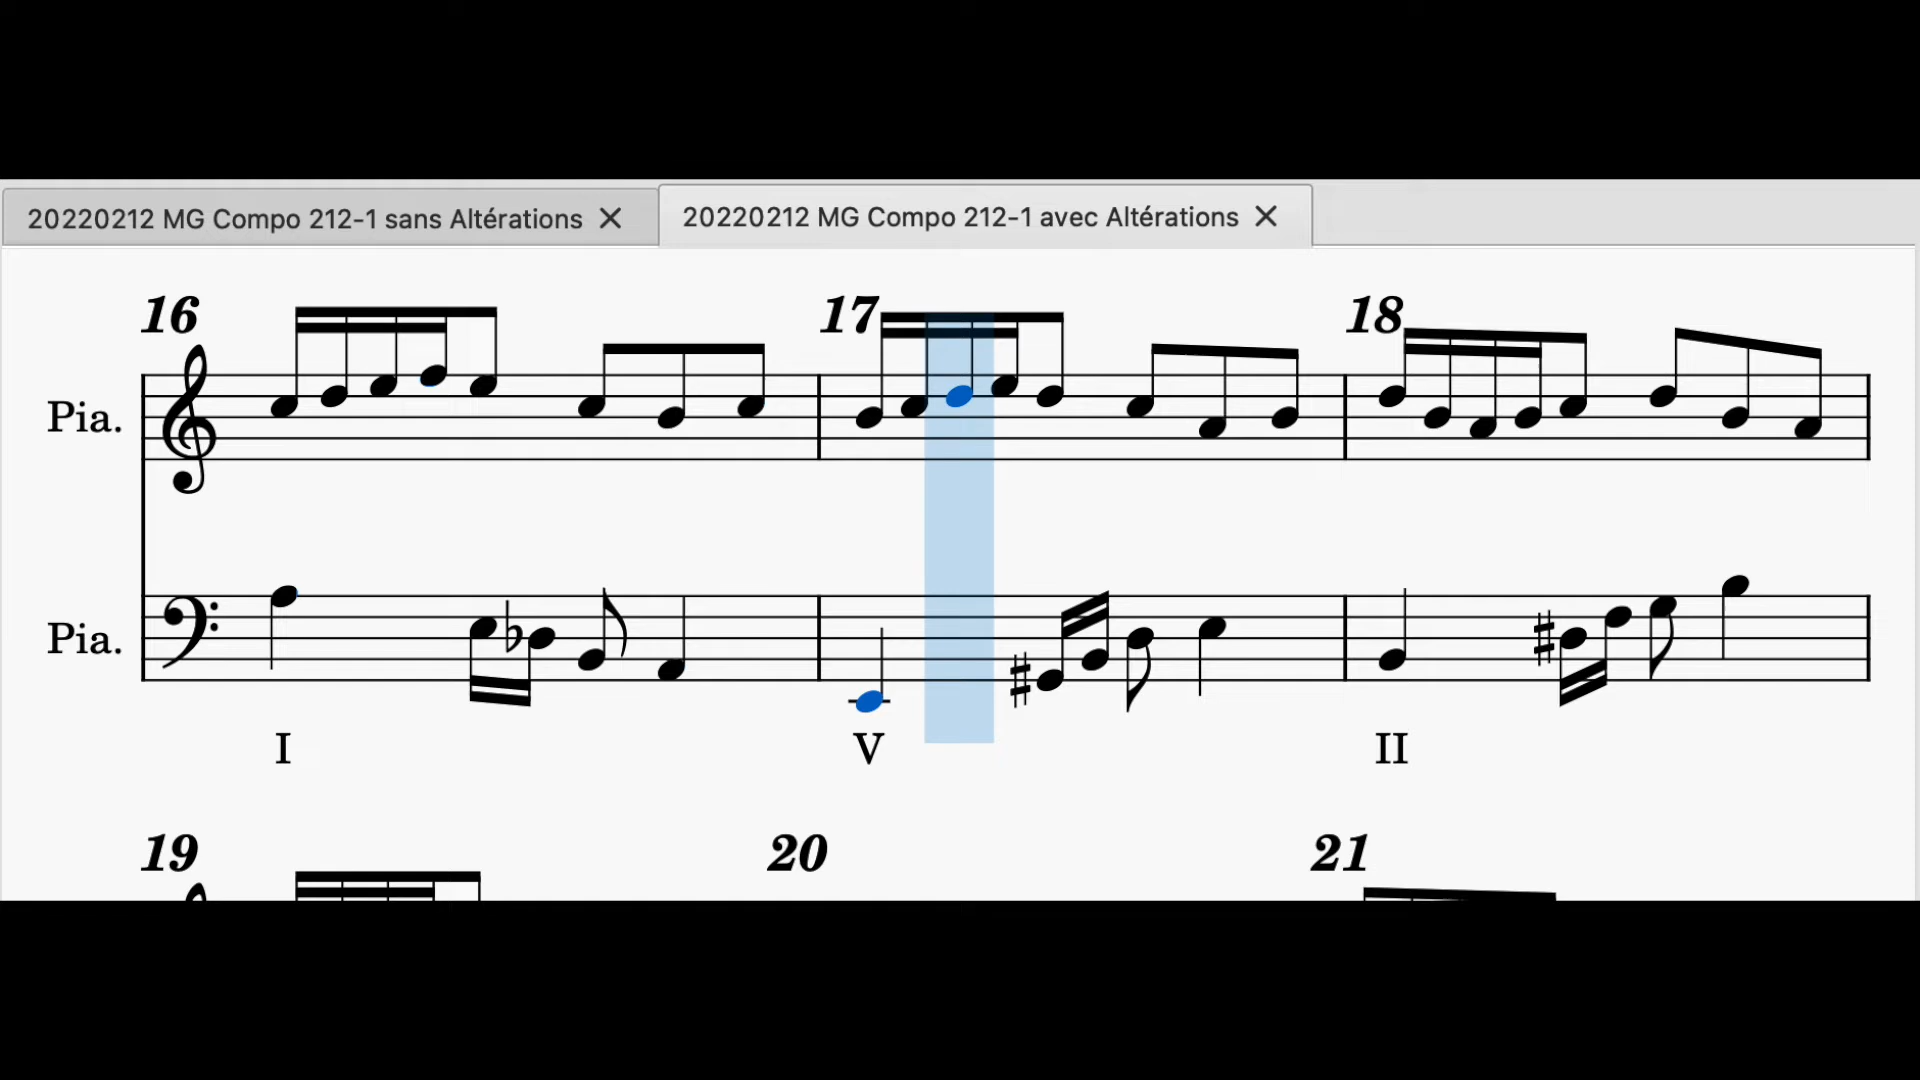 20220212 MG Compo 212-1 sans Altérations 20220212 MG Compo 212-1 avec Altérations
16 17 18
Pia.
Pia.
I V II
19 20 21